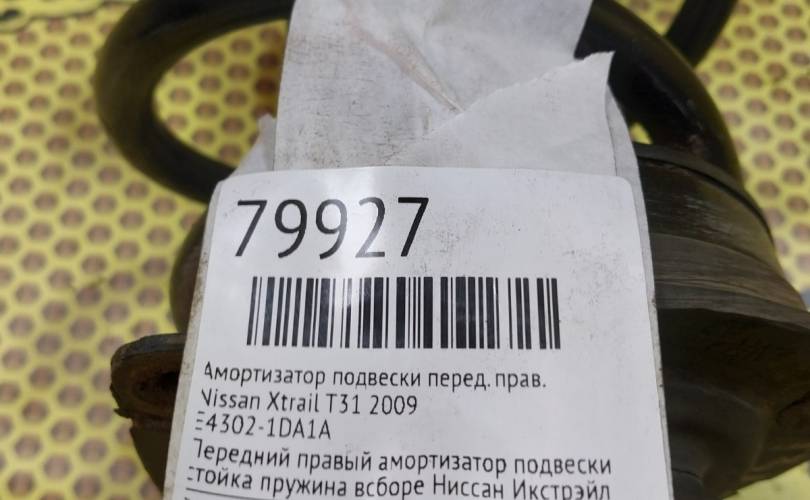 79927
Амортизатор подвески перед. прав.
Nissan Xtrail T31 2009
E4302-1DA1A
Передний правый амортизатор подвески
стойка пружина всборе Ниссан Икстрэйл